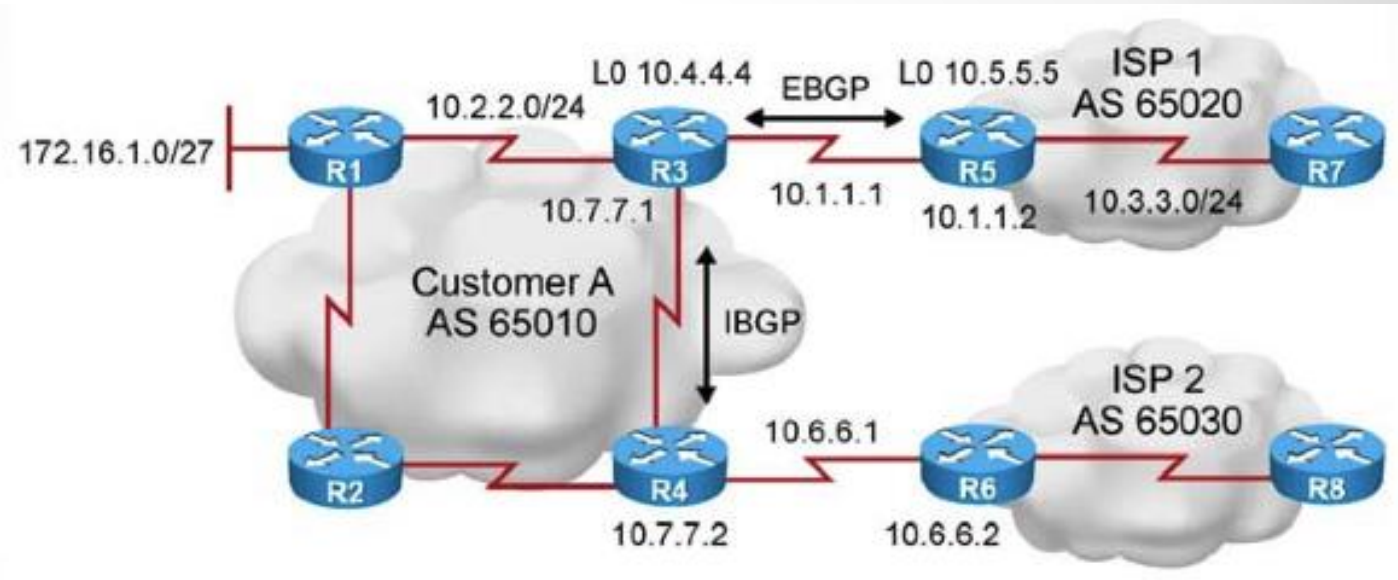 L0 10.4.4.4
EBGP
L0 10.5.5.5
ISP 1
AS 65020
10.2.2.0/24
172.16.1.0/27
R1
R3
R5
R7
10.7.7.1
10.1.1.1
10.1.1.2
10.3.3.0/24
Customer A
AS 65010
IBGP
ISP 2
AS 65030
10.6.6.1
R2
R4
R6
R8
10.7.7.2
10.6.6.2